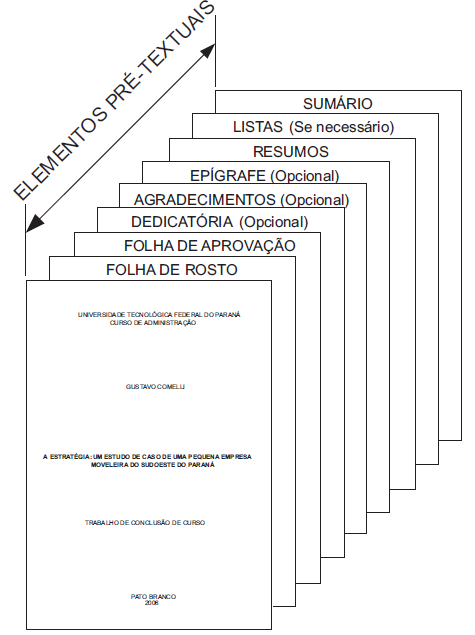 ELEMENTOS PRÉ-TEXTUAIS
SUMÁRIO
LISTAS (Se necessário)
RESUMOS
EPÍGRAFE (Opcional)
AGRADECIMENTOS (Opcional)
DEDICATÓRIA (Opcional)
FOLHA DE APROVAÇÃO
FOLHA DE ROSTO
UNIVERSIDADE TECNOLÓGICA FEDERAL DO PARANÁ
CURSO DE ADMINISTRAÇÃO
GUSTAVO COMELIJ
A ESTRATÉGIA: UM ESTUDO DE CASO DE UMA PEQUENA EMPRESA
MOVELEIRA DO SUDOESTE DO PARANÁ
TRABALHO DE CONCLUSÃO DE CURSO
PATO BRANCO
2006